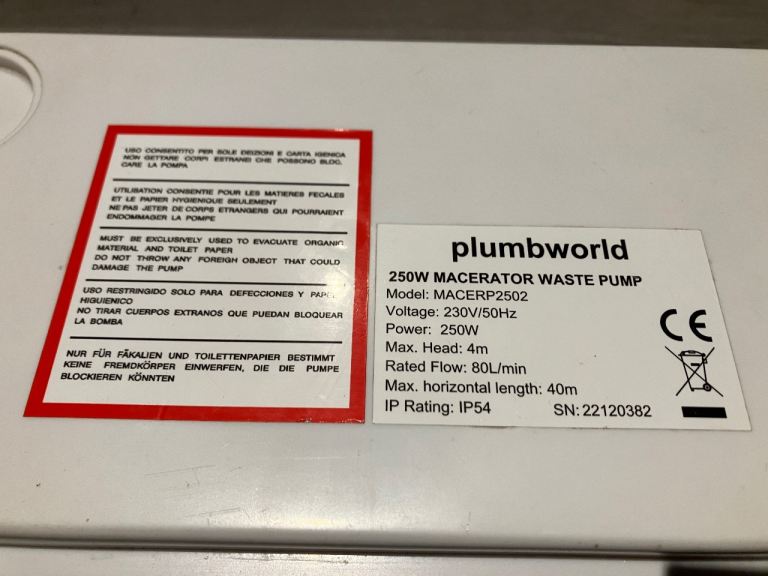 USO CONSENTITO PER SOLE DEIZIONI E CARTA IGENICA
NON GETTARE CORPI ESTRANEI CHE POSSONO BLOC.
CARE LA POMPA
UTILISATION CONSENTIE POUR LES MATIERES FECALES
ET LE PAPIER HYGIENIQUE SEULEMENT
NE PAS JETER DE CORPS ETRANGERS QUI POURRAIENT
ENDOMMAGER LA POMPE
MUST BE EXCLUSIVELY USED TO EVACUATE ORGANIC
MATERIAL AND TOILET PAPER
DO NOT THROW ANY FOREIGH OBJECT THAT COULD
DAMAGE THE PUMP
USO RESTRINGIDO SOLO PARA DEFECCIONES Y PAPEL
HIGUIENICO
NO TIRAR CUERPOS EXTRANOS QUE PUEDAN BLOQUEAR
LA BOMBA
NUR FÜR FÄKALIEN UND TOILETTENPAPIER BESTIMMT
KEINE FREMDKÖRPER EINWERFEN, DIE DIE PUMPE
BLOCKIEREN KÖNNTEN
plumbworld
250W MACERATOR WASTE PUMP
Model: MACERP2502
Voltage: 230V/50Hz
Power: 250W
Max. Head: 4m
Rated Flow: 80L/min
Max. horizontal length: 40m
IP Rating: IP54 SN: 22120382
CE